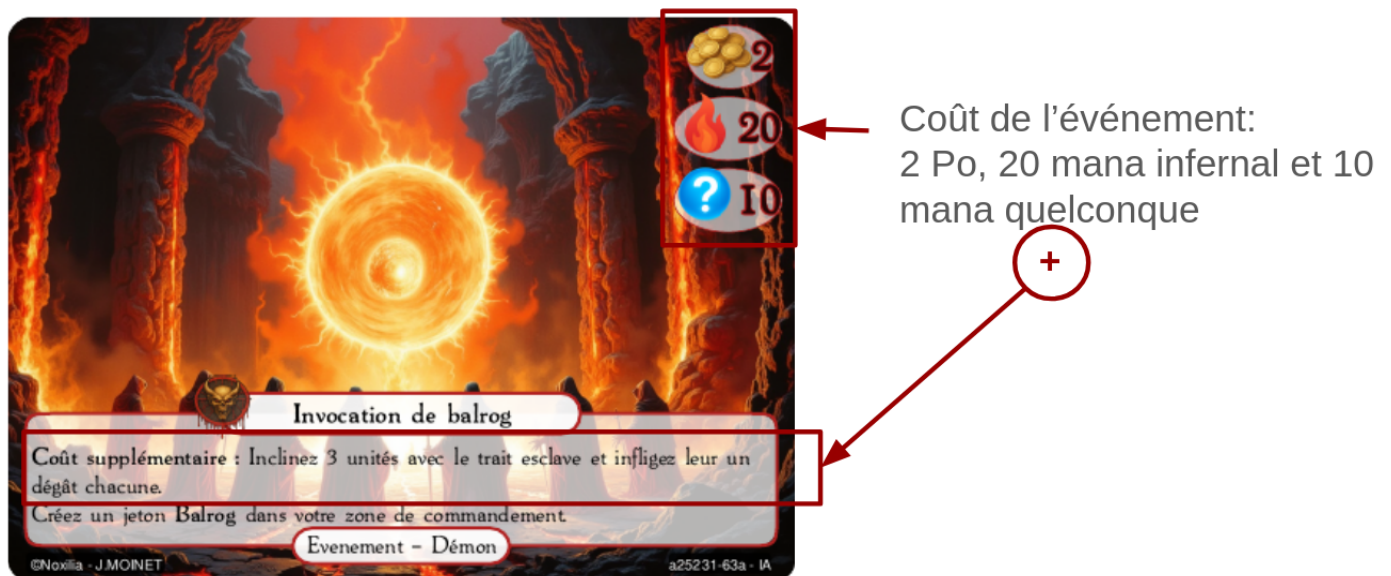 2
20
10
Coût de l’événement:
2 Po, 20 mana infernal et 10
mana quelconque
+
?
Invocation de balrog
Coût supplémentaire : Inclinez 3 unités avec le trait esclave et infligez leur un
dégât chacune.
Créez un jeton Balrog dans votre zone de commandement.
Evenement - Démon
©Noxilia - J.MOINET
a25231-63a - IA